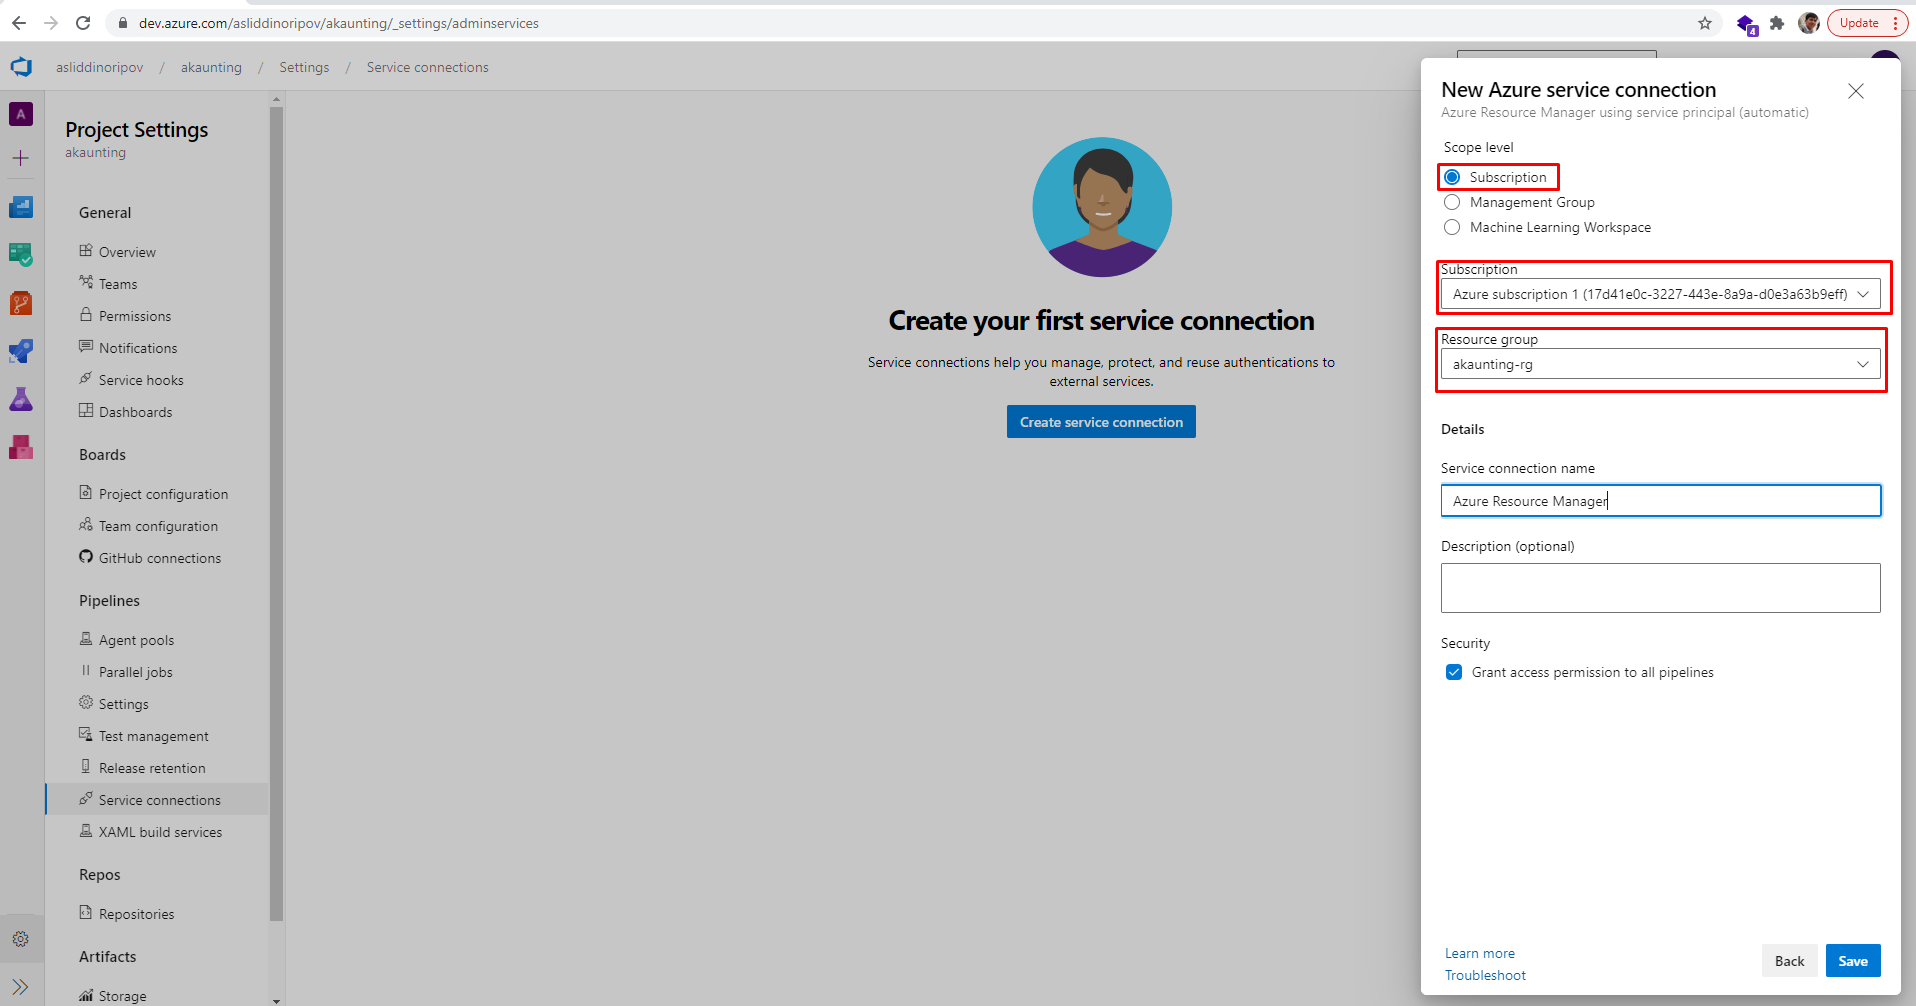 dev.azure.com/asliddinoripov/akaunting/_settings/adminservices
4
Update
asliddinoripov / akaunting / Settings / Service connections
A
Project Settings
akaunting
General
Overview
Teams
Permissions
Notifications
Service hooks
Dashboards
Boards
Project configuration
Team configuration
GitHub connections
Pipelines
Agent pools
Parallel jobs
Settings
Test management
Release retention
Service connections
XAML build services
Repos
Repositories
Artifacts
Storage
Create your first service connection
Service connections help you manage, protect, and reuse authentications to
external services.
Create service connection
New Azure service connection
Azure Resource Manager using service principal (automatic)
Scope level
Subscription
Management Group
Machine Learning Workspace
Subscription
Azure subscription 1 (17d41e0c-3227-443e-8a9a-d0e3a63b9eff)
Resource group
akaunting-rg
Details
Service connection name
Azure Resource Manager
Description (optional)
Security
Grant access permission to all pipelines
Learn more
Troubleshoot
Back
Save